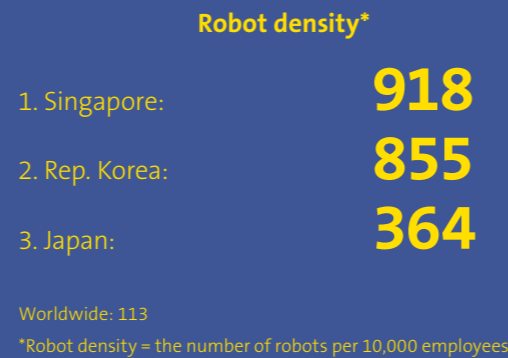 Robot density*
1. Singapore: 918
2. Rep. Korea: 855
3. Japan: 364
Worldwide: 113
*Robot density = the number of robots per 10,000 employees